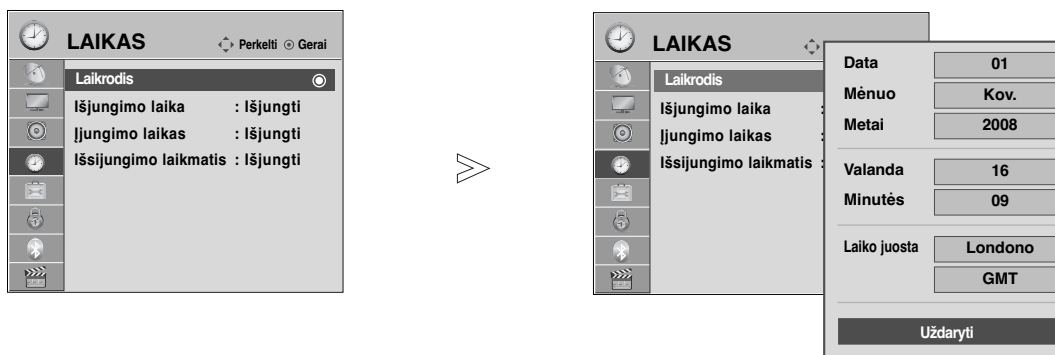 LAIKAS Perkelti Gerai
Laikrodis
Išjungimo laika : Išjungti
Įjungimo laikas : Išjungti
Išsijungimo laikmatis : Išjungti
LAIKAS
Laikrodis
Išjungimo laika :
Įjungimo laikas :
Išsijungimo laikmatis :
Data 01
Mėnuo Kov.
Metai 2008
Valanda 16
Minutės 09
Laiko juosta Londono
GMT
Uždaryti